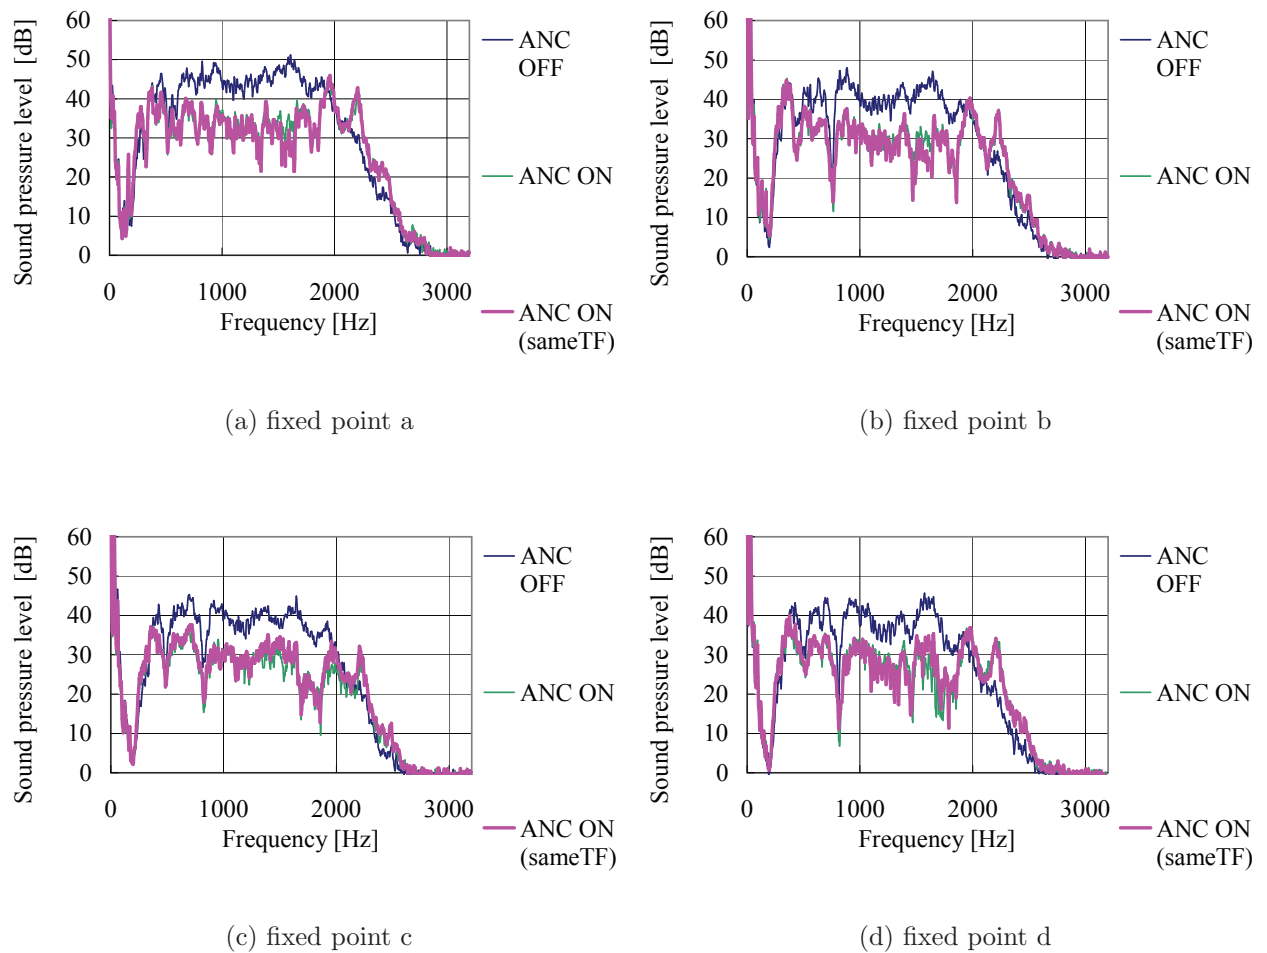 Sound pressure level [dB]
60
50
40
30
20
10
0
0 1000 2000 3000
Frequency [Hz]
ANC
OFF
ANC ON
ANC ON
(sameTF)
(a) fixed point a
Sound pressure level [dB]
60
50
40
30
20
10
0
0 1000 2000 3000
Frequency [Hz]
ANC
OFF
ANC ON
ANC ON
(sameTF)
(b) fixed point b
Sound pressure level [dB]
60
50
40
30
20
10
0
0 1000 2000 3000
Frequency [Hz]
ANC
OFF
ANC ON
ANC ON
(sameTF)
(c) fixed point c
Sound pressure level [dB]
60
50
40
30
20
10
0
0 1000 2000 3000
Frequency [Hz]
ANC
OFF
ANC ON
ANC ON
(sameTF)
(d) fixed point d